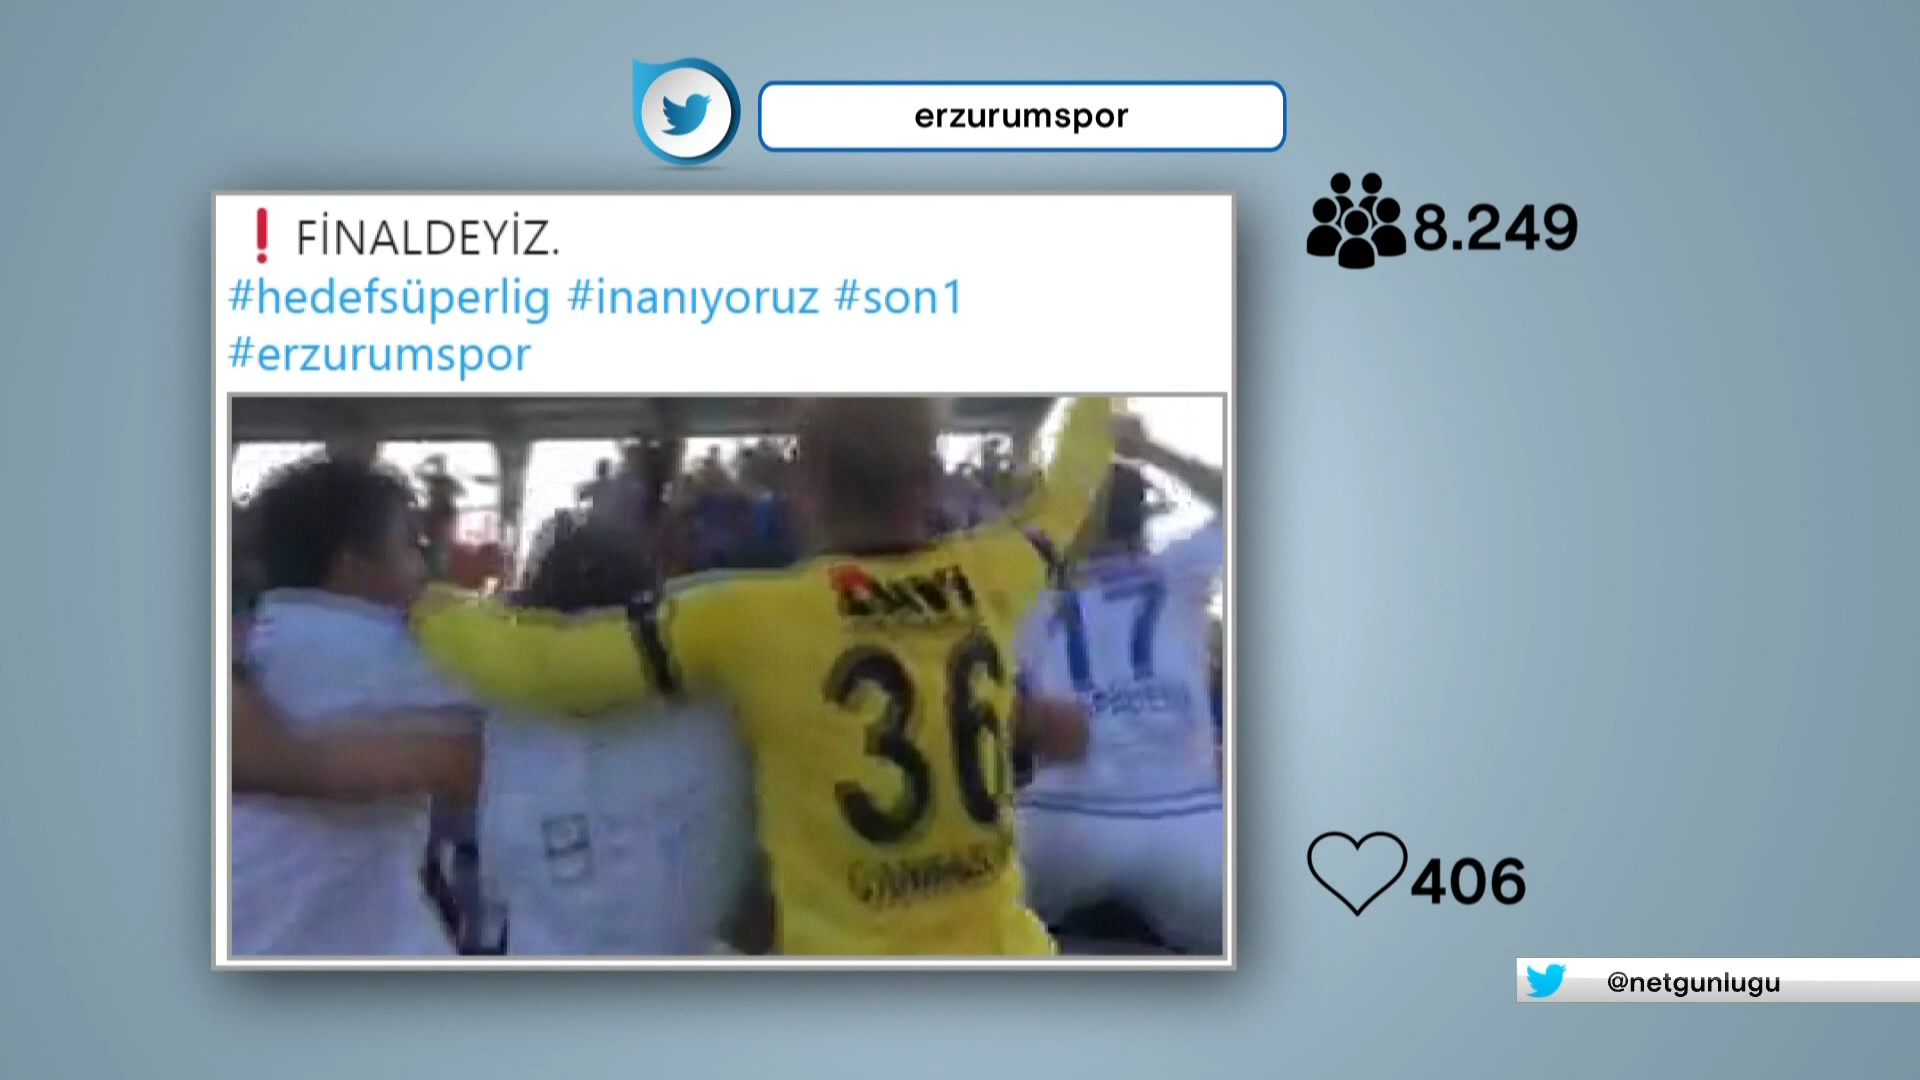 erzurumspor
8.249
❗ FİNALDEYİZ.
#hedefsüperlig #inanıyoruz #son1
#erzurumspor
36
17
406
@netgunlugu